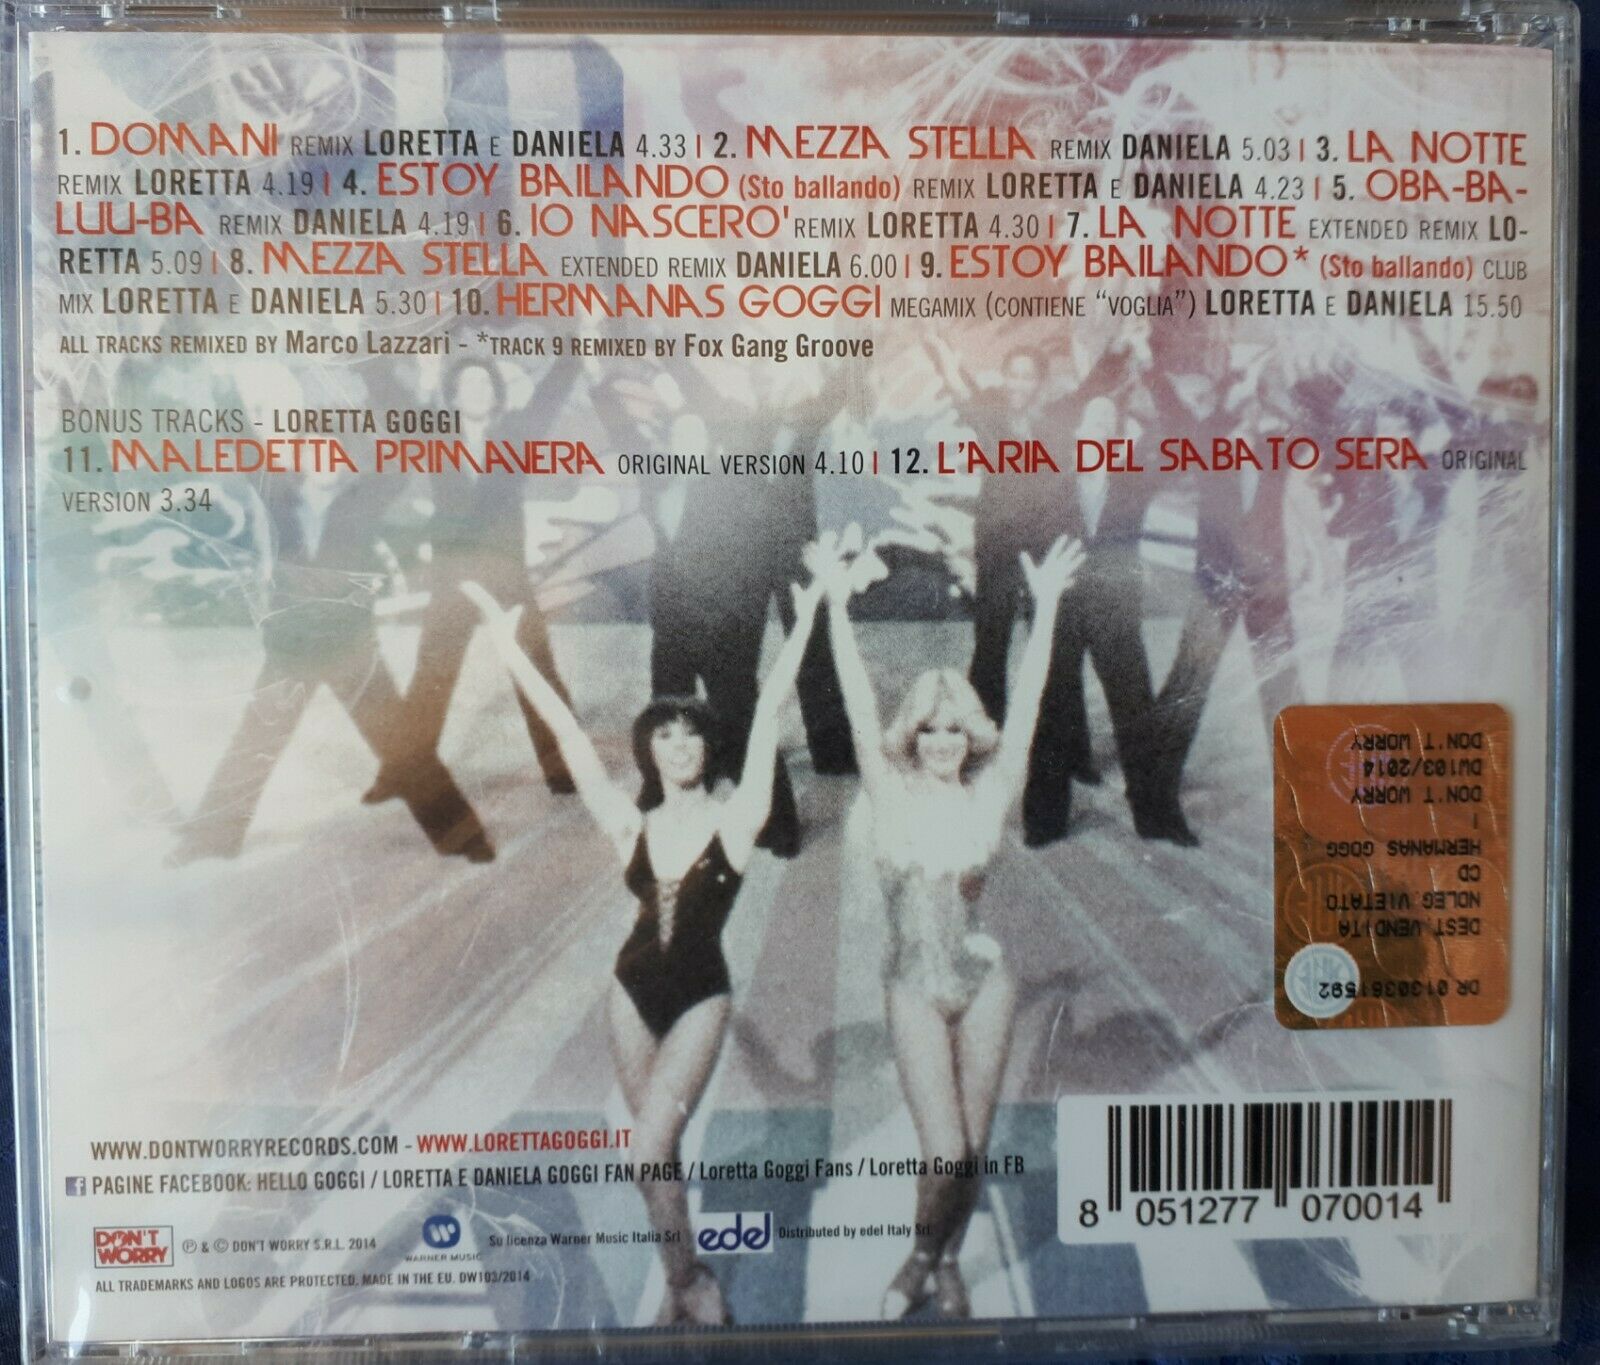 1. DOMANI REMIX LORETTA E DANIELA 4.33 | 2. MEZZA STELLA REMIX DANIELA 5.03 | 3. LA NOTTE
REMIX LORETTA 4.19 | 4. ESTOY BAILANDO (Sto ballando) REMIX LORETTA E DANIELA 4.23 | 5. OBA-BA-
LUU-BA REMIX DANIELA 4.19 | 6. IO NASCERO' REMIX LORETTA 4.30 | 7. LA NOTTE EXTENDED REMIX LO-
RETTA 5.09 | 8. MEZZA STELLA EXTENDED REMIX DANIELA 6.00 | 9. ESTOY BAILANDO* (Sto ballando) CLUB
MIX LORETTA E DANIELA 5.30 | 10. HERMANAS GOGGI MEGAMIX (CONTIENE “VOGLIA”) LORETTA E DANIELA 15.50
ALL TRACKS REMIXED BY Marco Lazzari - *TRACK 9 REMIXED BY Fox Gang Groove
BONUS TRACKS - LORETTA GOGGI
11. MALEDETTA PRIMAVERA ORIGINAL VERSION 4.10 | 12. L'ARIA DEL SABATO SERA ORIGINAL
VERSION 3.34
DON'T WORRY
DW103/2014
DON'T WORRY
I
HERMANAS GOGG
CD
NOLEG.VIETATO
DEST.VENDITA
DR 0130361592
WWW.DONTWORRYRECORDS.COM - WWW.LORETTAGOGGI.IT
f PAGINE FACEBOOK: HELLO GOGGI / LORETTA E DANIELA GOGGI FAN PAGE / Loretta Goggi Fans / Loretta Goggi in FB
8 051277 070014
DON'T WORRY ℗ & © DON'T WORRY S.R.L. 2014 WARNER MUSIC Su licenza Warner Music Italia Srl edel Distributed by edel Italy Srl.
ALL TRADEMARKS AND LOGOS ARE PROTECTED. MADE IN THE EU. DW103/2014